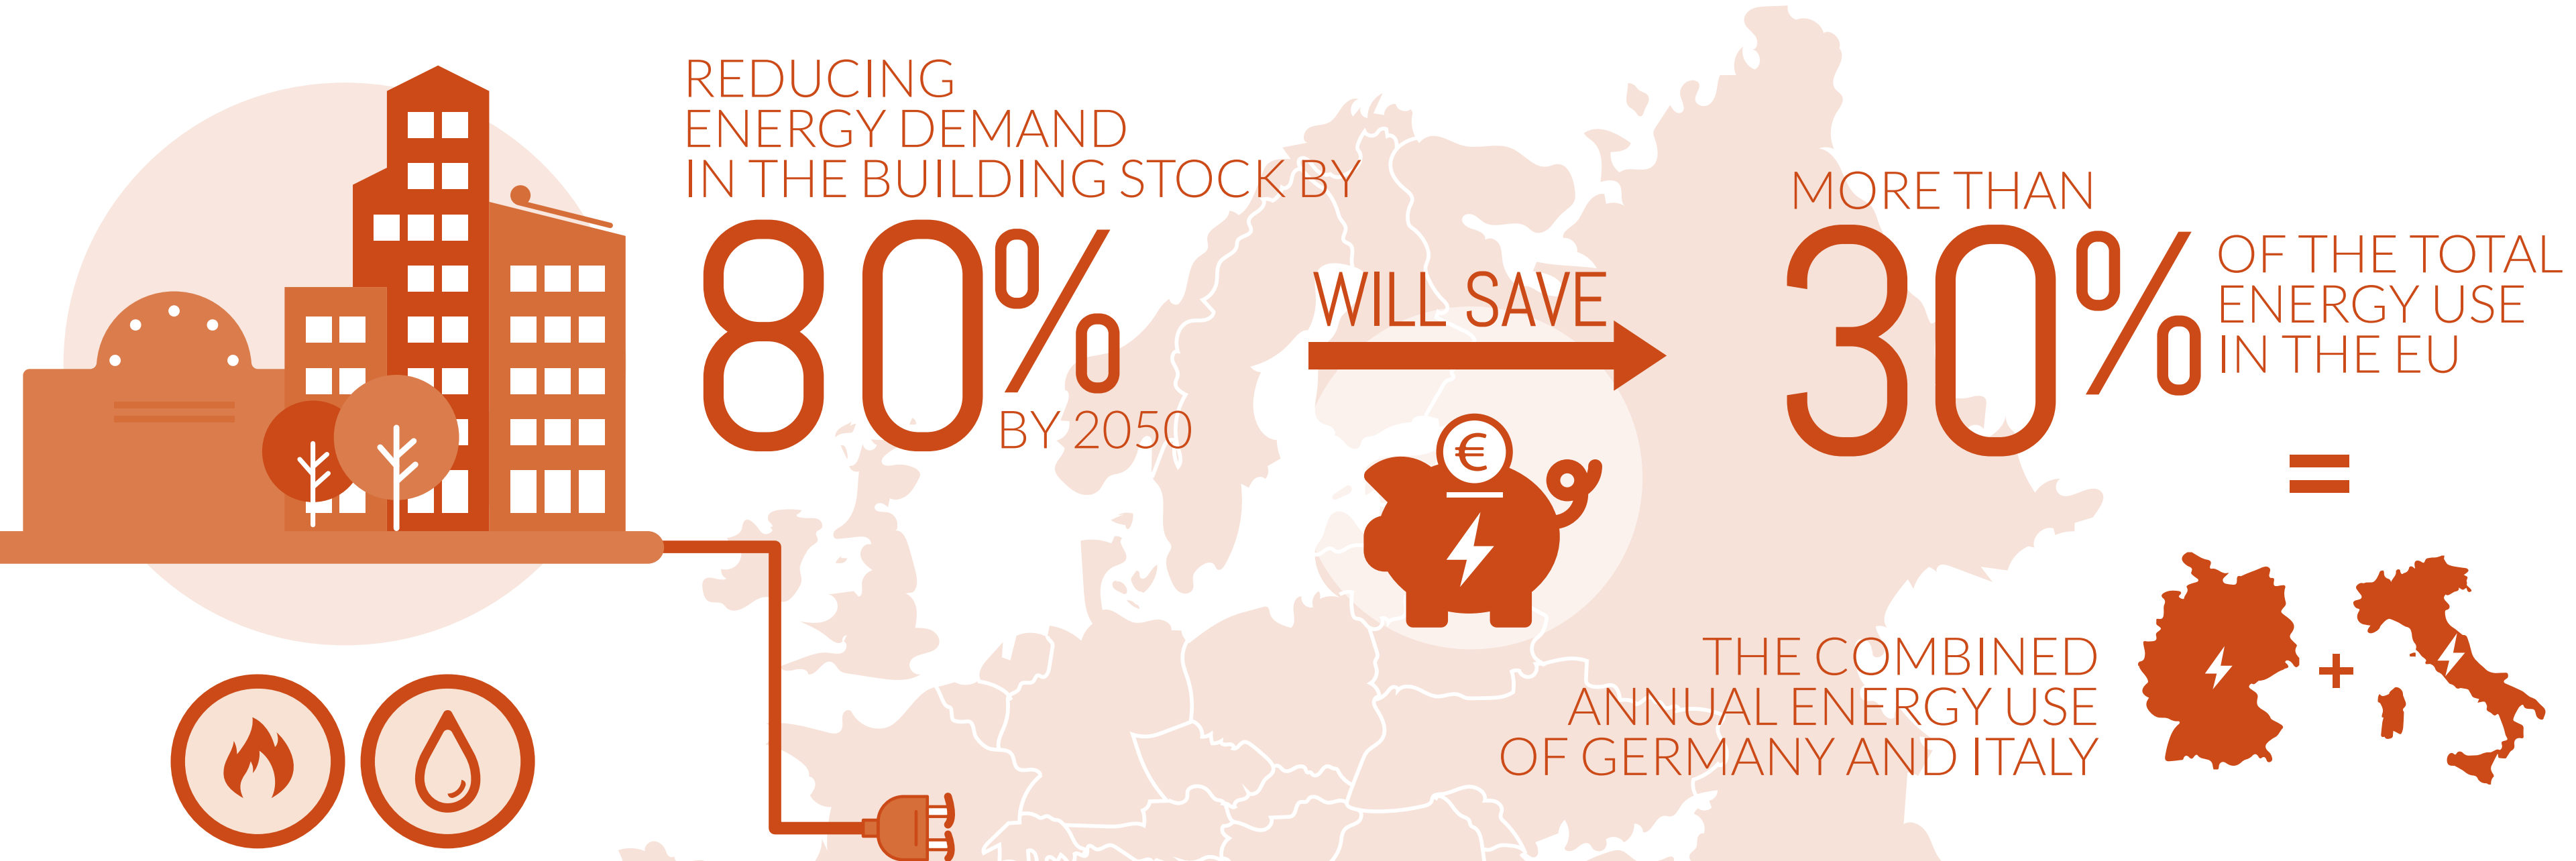 REDUCING
ENERGY DEMAND
IN THE BUILDING STOCK BY
80%
BY 2050
WILL SAVE
€
MORE THAN
30%
OF THE TOTAL
ENERGY USE
IN THE EU
=
THE COMBINED
ANNUAL ENERGY USE
OF GERMANY AND ITALY
+